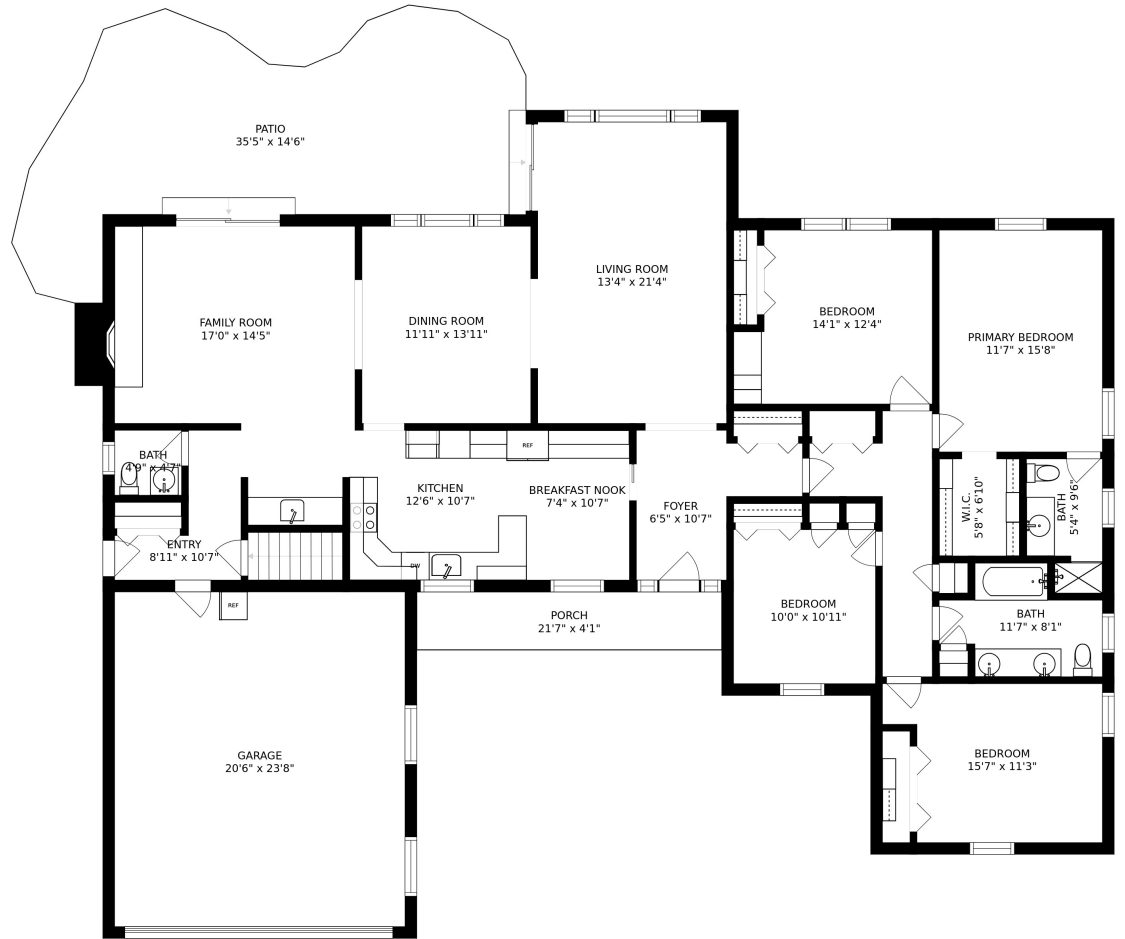 PATIO
35'5" x 14'6"
LIVING ROOM
13'4" x 21'4"
FAMILY ROOM
17'0" x 14'5"
DINING ROOM
11'11" x 13'11"
BEDROOM
14'1" x 12'4"
PRIMARY BEDROOM
11'7" x 15'8"
BATH
4'9" x 4'7"
REF
KITCHEN
12'6" x 10'7"
BREAKFAST NOOK
7'4" x 10'7"
FOYER
6'5" x 10'7"
W.I.C.
5'8" x 6'10"
BATH
5'4" x 9'6"
ENTRY
8'11" x 10'7"
DW
REF
PORCH
21'7" x 4'1"
BEDROOM
10'0" x 10'11"
BATH
11'7" x 8'1"
GARAGE
20'6" x 23'8"
BEDROOM
15'7" x 11'3"